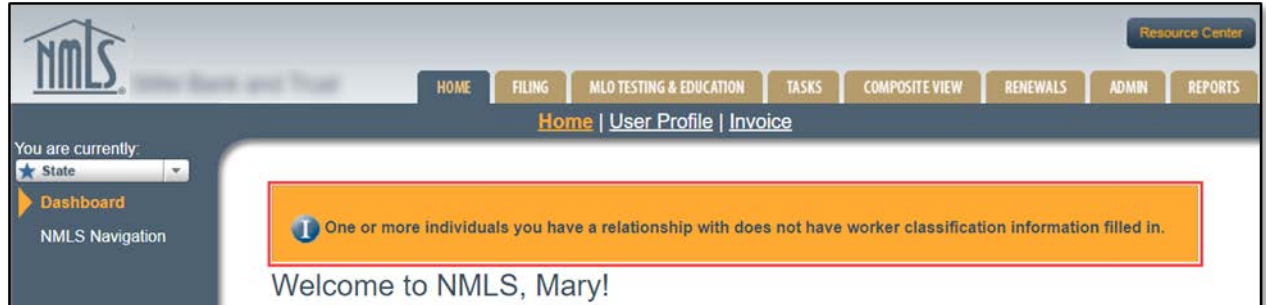 Resource Center
NMLS
HOME FILING MLO TESTING & EDUCATION TASKS COMPOSITE VIEW RENEWALS ADMIN REPORTS
Home | User Profile | Invoice
You are currently:
State
Dashboard
NMLS Navigation
One or more individuals you have a relationship with does not have worker classification information filled in.
Welcome to NMLS, Mary!